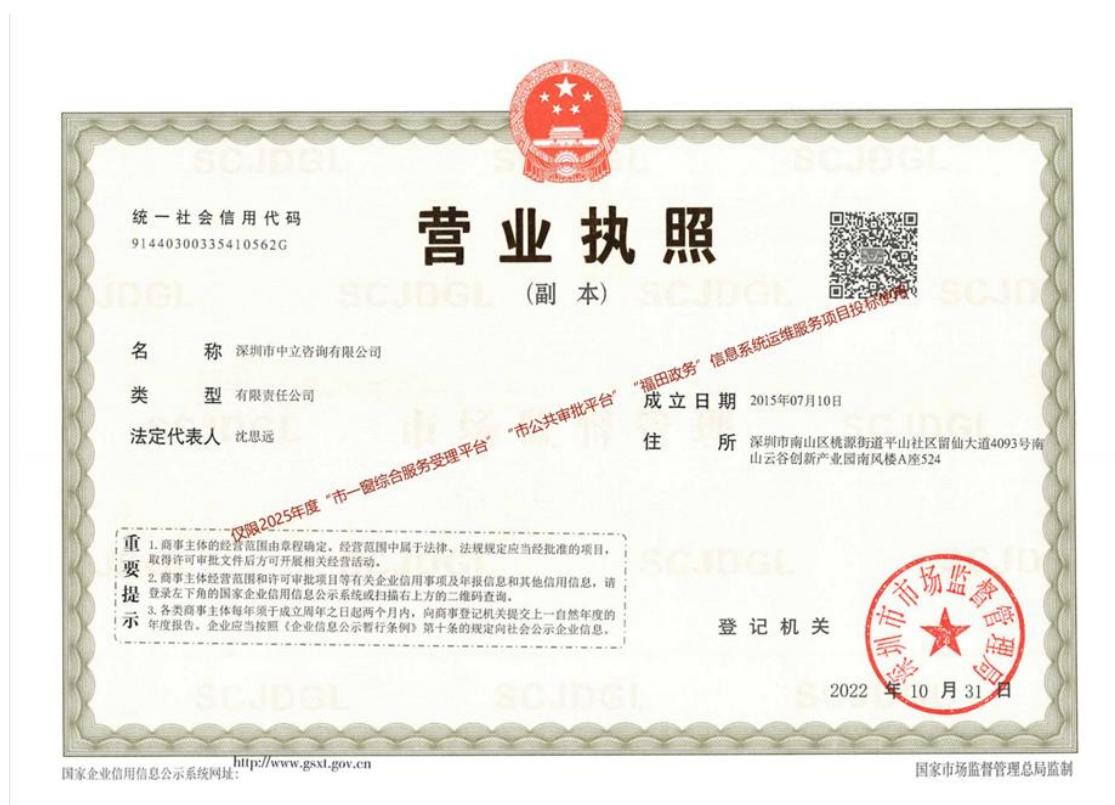 统一社会信用代码
91440300335410562G
营业执照
(副 本)
名 称 深圳市中立咨询有限公司
类 型 有限责任公司
法定代表人 沈思远
成立日期 2015年07月10日
住 所 深圳市南山区桃源街道平山社区留仙大道4093号南
山云谷创新产业园南风楼A座524
仅限2025年度“市一窗综合服务受理平台”“市公共审批平台”“福田政务”信息系统运维服务项目投标使用
重要提示
1. 商事主体的经营范围由章程确定。经营范围中属于法律、法规规定应当经批准的项目，
取得许可审批文件后方可开展相关经营活动。
2. 商事主体经营范围和许可审批项目等有关企业信用事项及年报信息和其他信用信息，请
登录左下角的国家企业信用信息公示系统或扫描右上方的二维码查询。
3. 各类商事主体每年须于成立周年之日起两个月内，向商事登记机关提交上一自然年度的
年度报告。企业应当按照《企业信息公示暂行条例》第十条的规定向社会公示企业信息。
登记机关
深圳市市场监督管理局
2022 年 10 月 31 日
国家企业信用信息公示系统网址：http://www.gsxt.gov.cn
国家市场监督管理总局监制
SCJDGL
市场监督管理